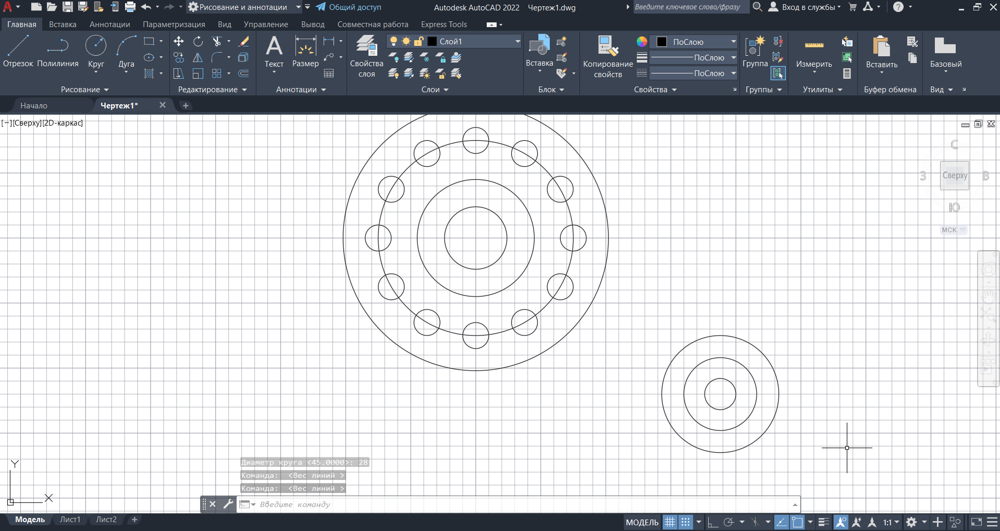 Рисование и аннотации
Общий доступ
Autodesk AutoCAD 2022 Чертеж1.dwg
Введите ключевое слово/фразу
Вход в службы
Главная Вставка Аннотации Параметризация Вид Управление Вывод Совместная работа Express Tools
Отрезок Полилиния Круг Дуга
Текст Размер
Свойства слоя
Слой1
Вставка
Копирование свойств
ПоСлою
ПоСлою
ПоСлою
Группа
Измерить
Вставить
Базовый
Рисование Редактирование Аннотации Слои Блок Свойства Группы Утилиты Буфер обмена Вид
Начало Чертеж1*
[−][Сверху][2D-каркас]
С
З Сверху В
Ю
МСК
Y
X
Диаметр круга <45.0000>: 28
Команда: <Вес линий >
Команда: <Вес линий >
Введите команду
Модель Лист1 Лист2
МОДЕЛЬ
1:1